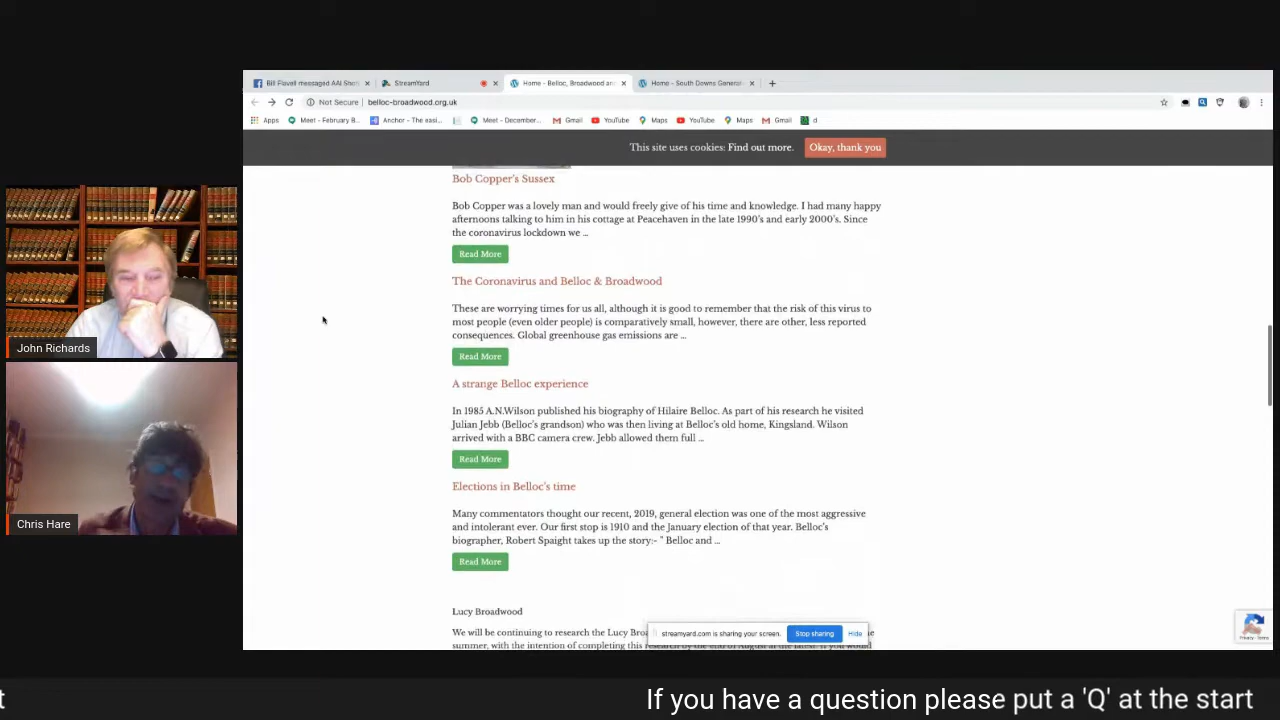 Bill Flavell messaged AAI Short
StreamYard
Home - Belloc, Broadwood an
Home - South Downs General
Not Secure | belloc-broadwood.org.uk
Apps
Meet - February B...
Anchor - The easi...
Meet - December...
Gmail
YouTube
Maps
YouTube
Maps
Gmail
d
This site uses cookies: Find out more.
Okay, thank you
Bob Copper's Sussex
Bob Copper was a lovely man and would freely give of his time and knowledge. I had many happy
afternoons talking to him in his cottage at Peacehaven in the late 1990's and early 2000's. Since
the coronavirus lockdown we ...
Read More
The Coronavirus and Belloc & Broadwood
These are worrying times for us all, although it is good to remember that the risk of this virus to
most people (even older people) is comparatively small, however, there are other, less reported
consequences. Global greenhouse gas emissions are ...
Read More
A strange Belloc experience
In 1985 A.N.Wilson published his biography of Hilaire Belloc. As part of his research he visited
Julian Jebb (Belloc's grandson) who was then living at Belloc's old home, Kingsland. Wilson
arrived with a BBC camera crew. Jebb allowed them full ...
Read More
Elections in Belloc's time
Many commentators thought our recent, 2019, general election was one of the most aggressive
and intolerant ever. Our first stop is 1910 and the January election of that year. Belloc's
biographer, Robert Spaight takes up the story:- " Belloc and ...
Read More
Lucy Broadwood
We will be continuing to research the Lucy Broa
summer, with the intention of completing this
streamyard.com is sharing your screen.
Stop sharing
Hide
Privacy - Terms
John Richards
Chris Hare
t
If you have a question please put a 'Q' at the start